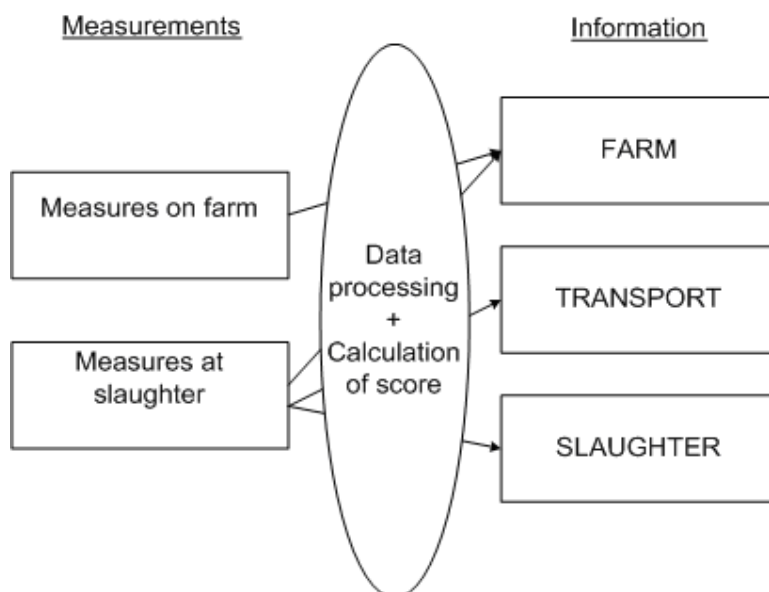 Measurements
Information
Measures on farm
Measures at
slaughter
Data
processing
+
Calculation
of score
FARM
TRANSPORT
SLAUGHTER